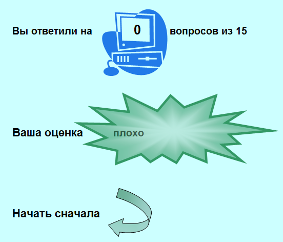 Вы ответили на 0 вопросов из 15
Ваша оценка плохо
Начать сначала